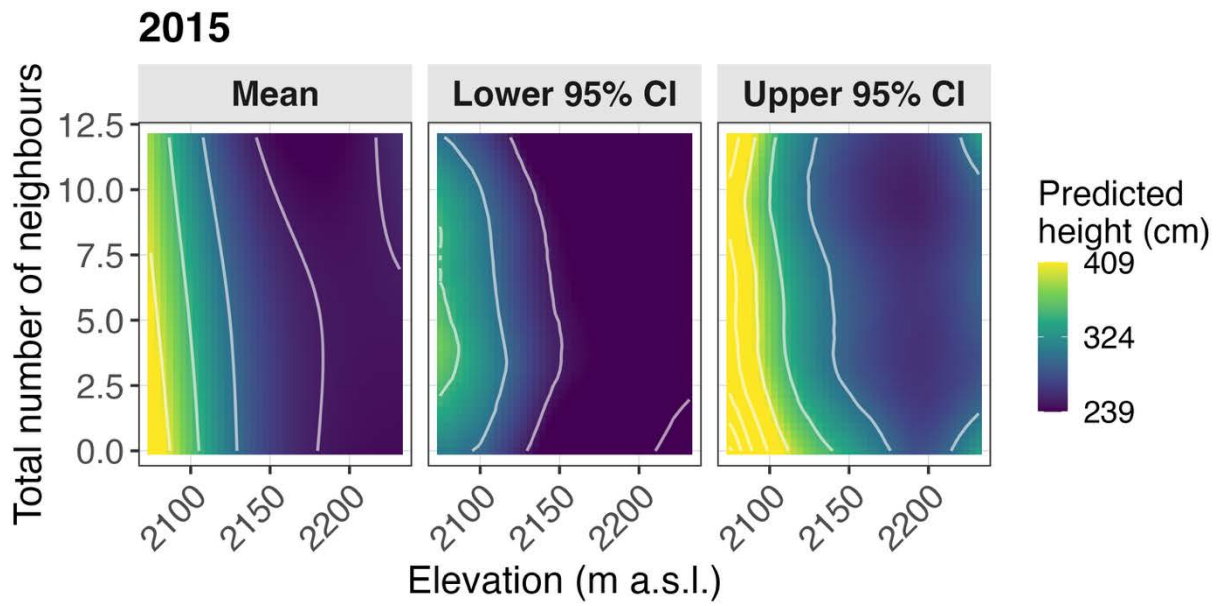 2015
Mean
Lower 95% CI
Upper 95% CI
Total number of neighbours
12.5
10.0
7.5
5.0
2.5
0.0
2100
2150
2200
2100
2150
2200
2100
2150
2200
Elevation (m a.s.l.)
Predicted
height (cm)
409
324
239